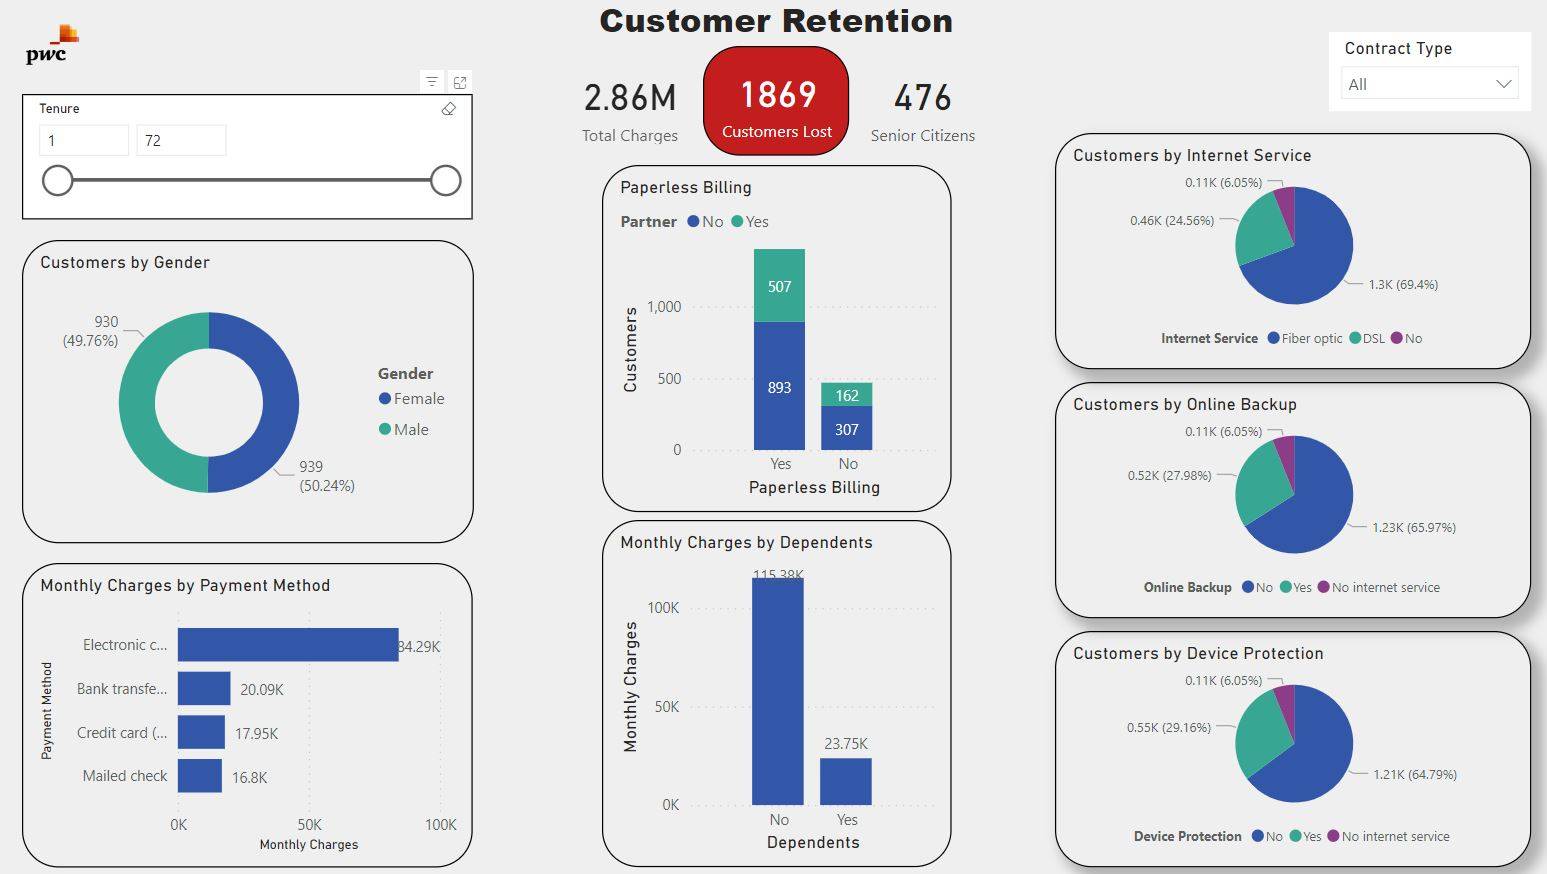 Customer Retention
pwc
Tenure
1
72
2.86M
Total Charges
1869
Customers Lost
476
Senior Citizens
Contract Type
All
Customers by Gender
930
(49.76%)
939
(50.24%)
Gender
Female
Male
Monthly Charges by Payment Method
Payment Method
Electronic c...
84.29K
Bank transfe...
20.09K
Credit card (...
17.95K
Mailed check
16.8K
0K
50K
100K
Monthly Charges
Paperless Billing
Partner No Yes
Customers
1,000
500
0
507
893
162
307
Yes
No
Paperless Billing
Monthly Charges by Dependents
Monthly Charges
115.38K
100K
50K
0K
23.75K
No
Yes
Dependents
Customers by Internet Service
0.11K (6.05%)
0.46K (24.56%)
1.3K (69.4%)
Internet Service Fiber optic DSL No
Customers by Online Backup
0.11K (6.05%)
0.52K (27.98%)
1.23K (65.97%)
Online Backup No Yes No internet service
Customers by Device Protection
0.11K (6.05%)
0.55K (29.16%)
1.21K (64.79%)
Device Protection No Yes No internet service